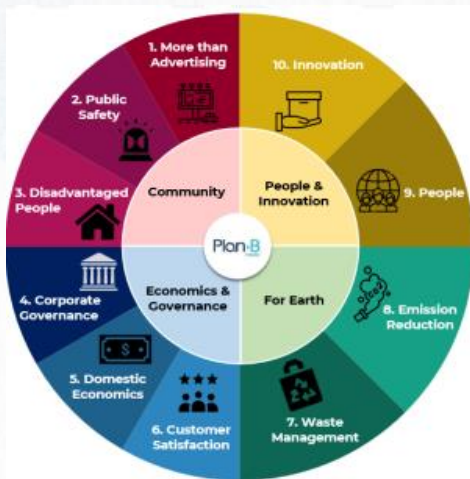 1. More than
Advertising
10. Innovation
2. Public
Safety
3. Disadvantaged
People
9. People
Community
People &
Innovation
Plan B
Economics &
Governance
For Earth
4. Corporate
Governance
8. Emission
Reduction
5. Domestic
Economics
6. Customer
Satisfaction
7. Waste
Management